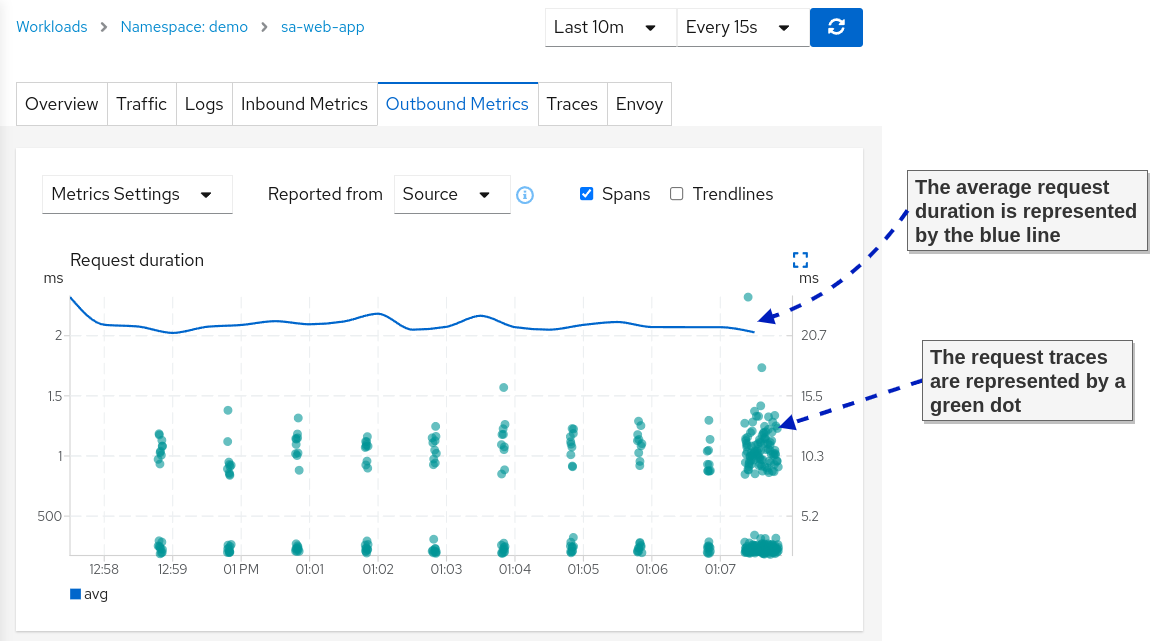 Workloads > Namespace: demo > sa-web-app
Last 10m
Every 15s
Overview
Traffic
Logs
Inbound Metrics
Outbound Metrics
Traces
Envoy
Metrics Settings
Reported from
Source
Spans
Trendlines
The average request
duration is represented
by the blue line
Request duration
ms
ms
2
20.7
The request traces
are represented by a
green dot
1.5
15.5
1
10.3
500
5.2
12:58
12:59
01 PM
01:01
01:02
01:03
01:04
01:05
01:06
01:07
avg